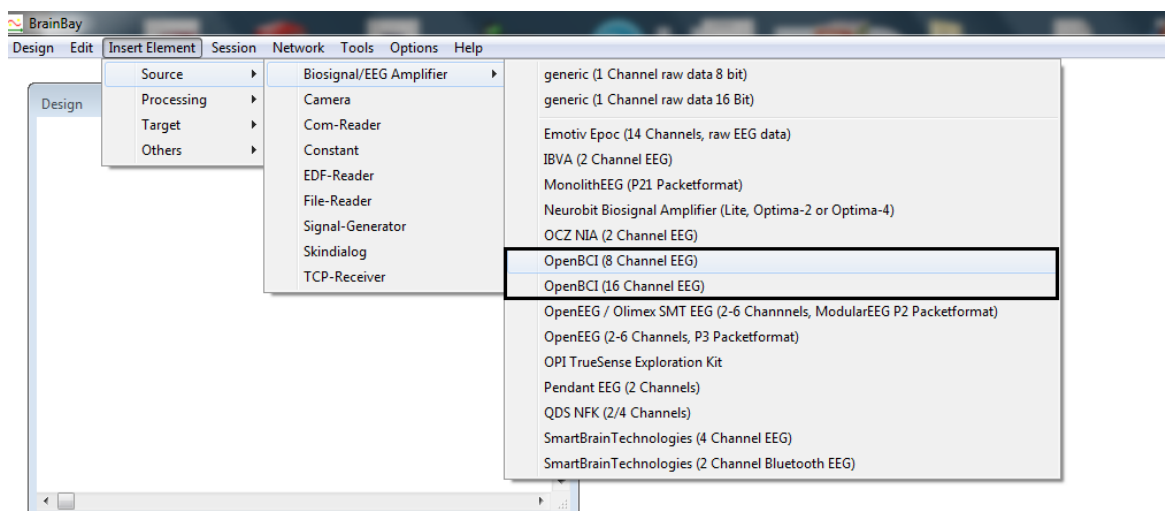 BrainBay
Design Edit Insert Element Session Network Tools Options Help
Design
Source
Processing
Target
Others
Biosignal/EEG Amplifier
Camera
Com-Reader
Constant
EDF-Reader
File-Reader
Signal-Generator
Skindialog
TCP-Receiver
generic (1 Channel raw data 8 bit)
generic (1 Channel raw data 16 Bit)
Emotiv Epoc (14 Channels, raw EEG data)
IBVA (2 Channel EEG)
MonolithEEG (P21 Packetformat)
Neurobit Biosignal Amplifier (Lite, Optima-2 or Optima-4)
OCZ NIA (2 Channel EEG)
OpenBCI (8 Channel EEG)
OpenBCI (16 Channel EEG)
OpenEEG / Olimex SMT EEG (2-6 Channnels, ModularEEG P2 Packetformat)
OpenEEG (2-6 Channels, P3 Packetformat)
OPI TrueSense Exploration Kit
Pendant EEG (2 Channels)
QDS NFK (2/4 Channels)
SmartBrainTechnologies (4 Channel EEG)
SmartBrainTechnologies (2 Channel Bluetooth EEG)